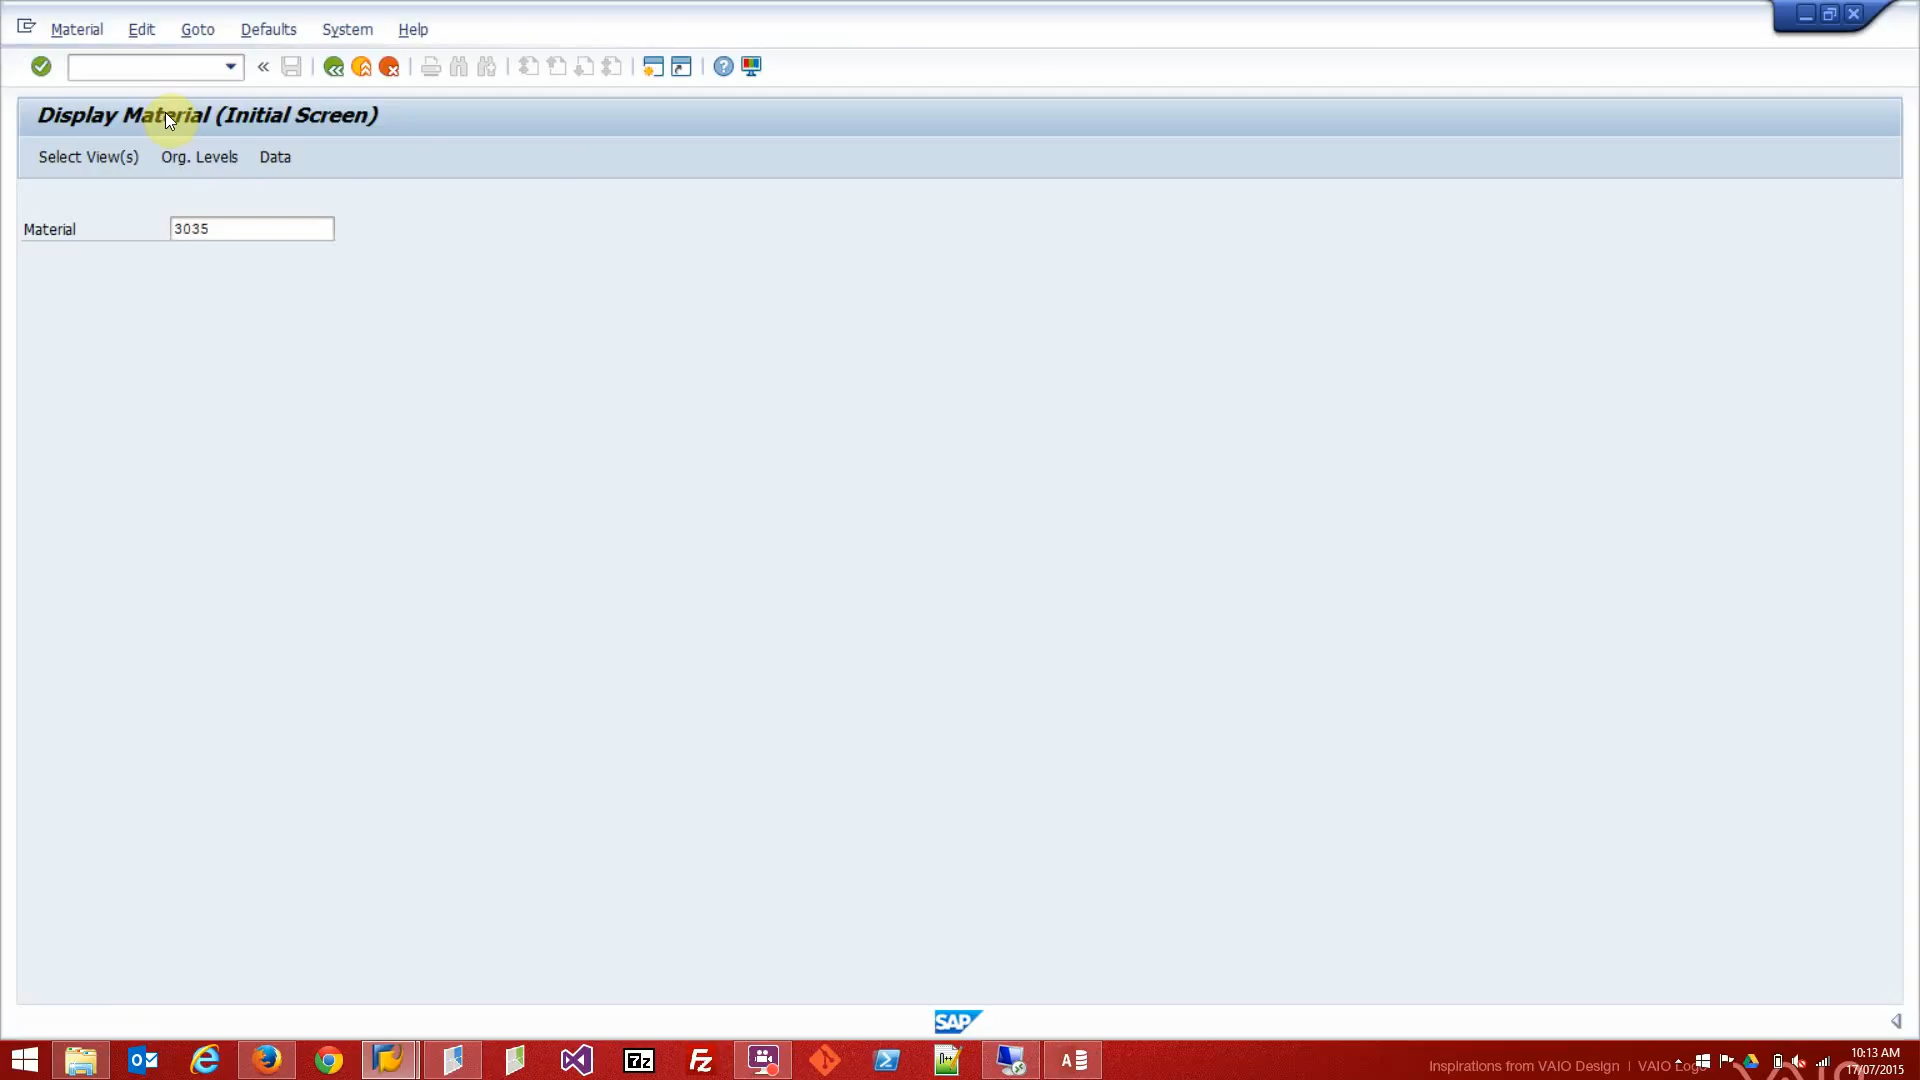 Material Edit Goto Defaults System Help
Display Material (Initial Screen)
Select View(s) Org. Levels Data
Material 3035
SAP
Inspirations from VAIO Design | VAIO
10:13 AM
17/07/2015